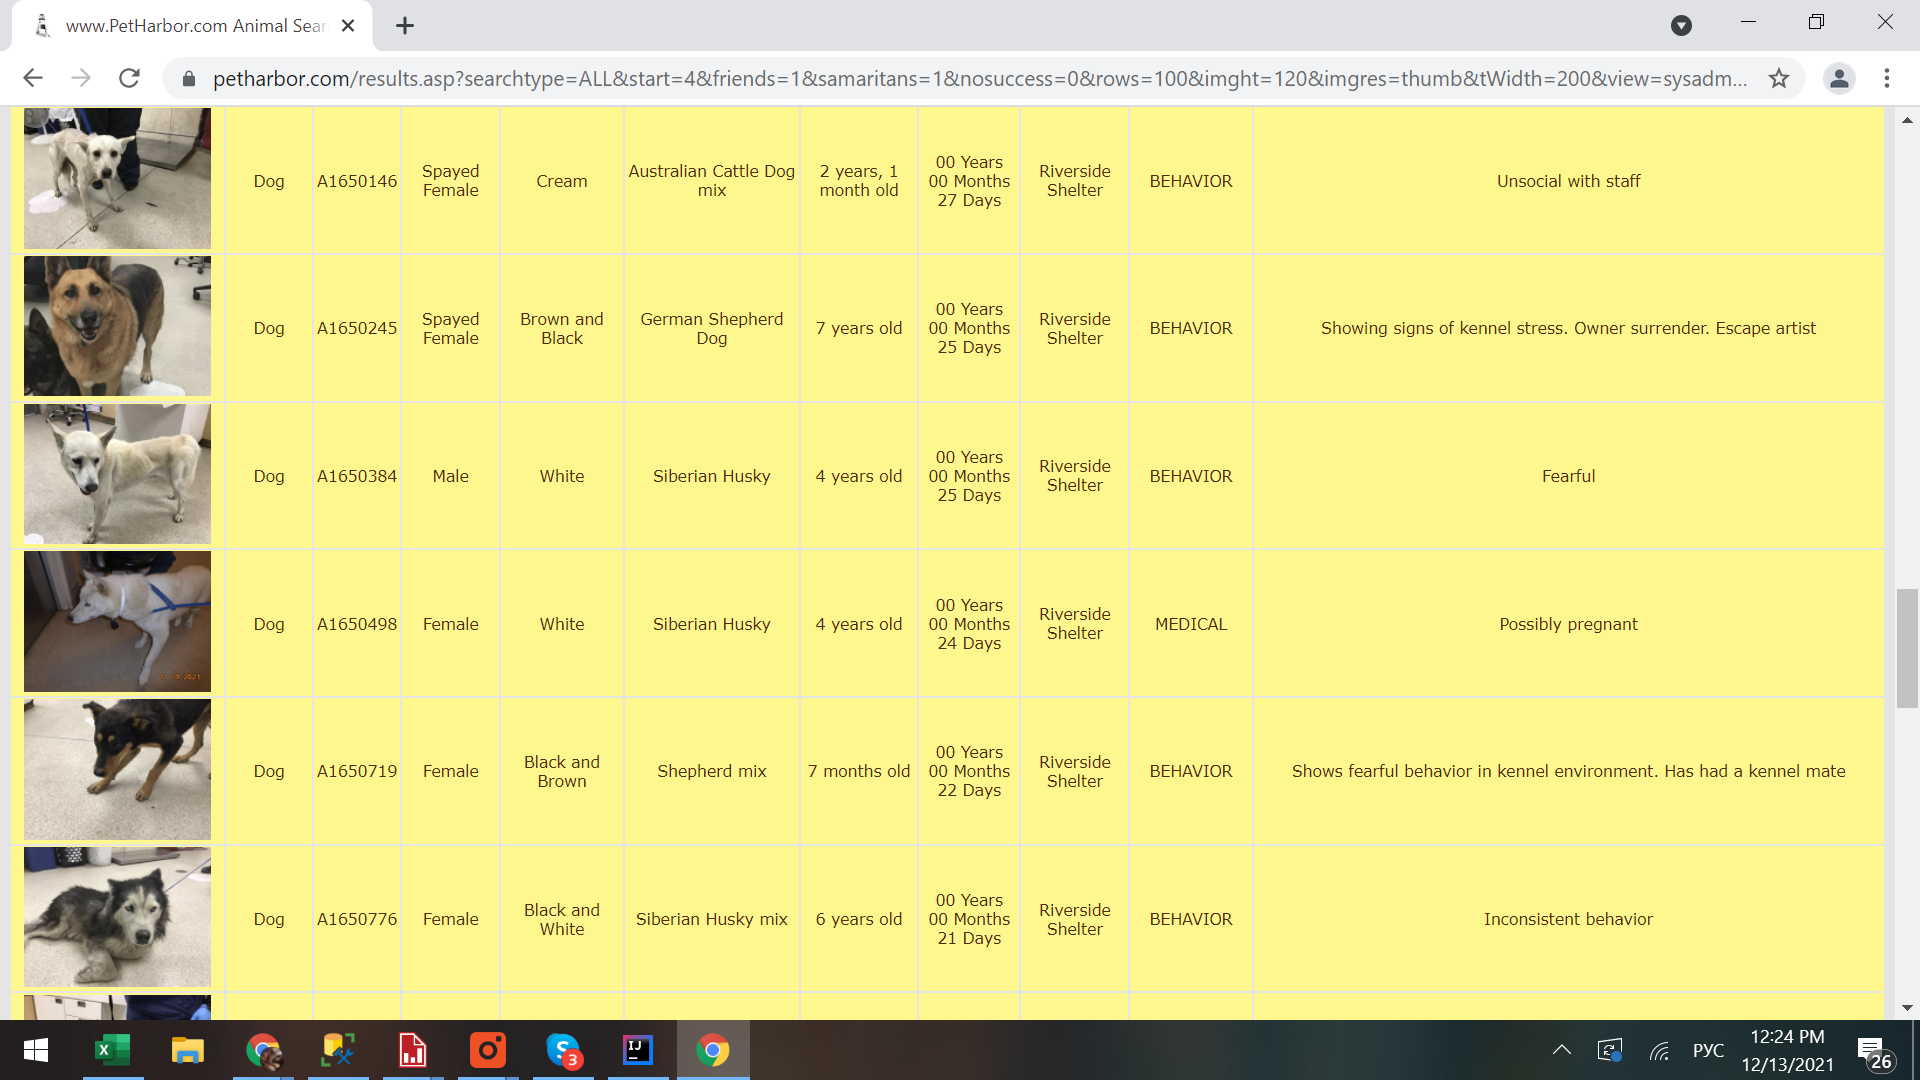 www.PetHarbor.com Animal Sear
petharbor.com/results.asp?searchtype=ALL&start=4&friends=1&samaritans=1&nosuccess=0&rows=100&imght=120&imgres=thumb&tWidth=200&view=sysadm...
Dog
A1650146
Spayed
Female
Cream
Australian Cattle Dog
mix
2 years, 1
month old
00 Years
00 Months
27 Days
Riverside
Shelter
BEHAVIOR
Unsocial with staff
Dog
A1650245
Spayed
Female
Brown and
Black
German Shepherd
Dog
7 years old
00 Years
00 Months
25 Days
Riverside
Shelter
BEHAVIOR
Showing signs of kennel stress. Owner surrender. Escape artist
Dog
A1650384
Male
White
Siberian Husky
4 years old
00 Years
00 Months
25 Days
Riverside
Shelter
BEHAVIOR
Fearful
Dog
A1650498
Female
White
Siberian Husky
4 years old
00 Years
00 Months
24 Days
Riverside
Shelter
MEDICAL
Possibly pregnant
Dog
A1650719
Female
Black and
Brown
Shepherd mix
7 months old
00 Years
00 Months
22 Days
Riverside
Shelter
BEHAVIOR
Shows fearful behavior in kennel environment. Has had a kennel mate
Dog
A1650776
Female
Black and
White
Siberian Husky mix
6 years old
00 Years
00 Months
21 Days
Riverside
Shelter
BEHAVIOR
Inconsistent behavior
3
IJ
РУС
12:24 PM
12/13/2021
26